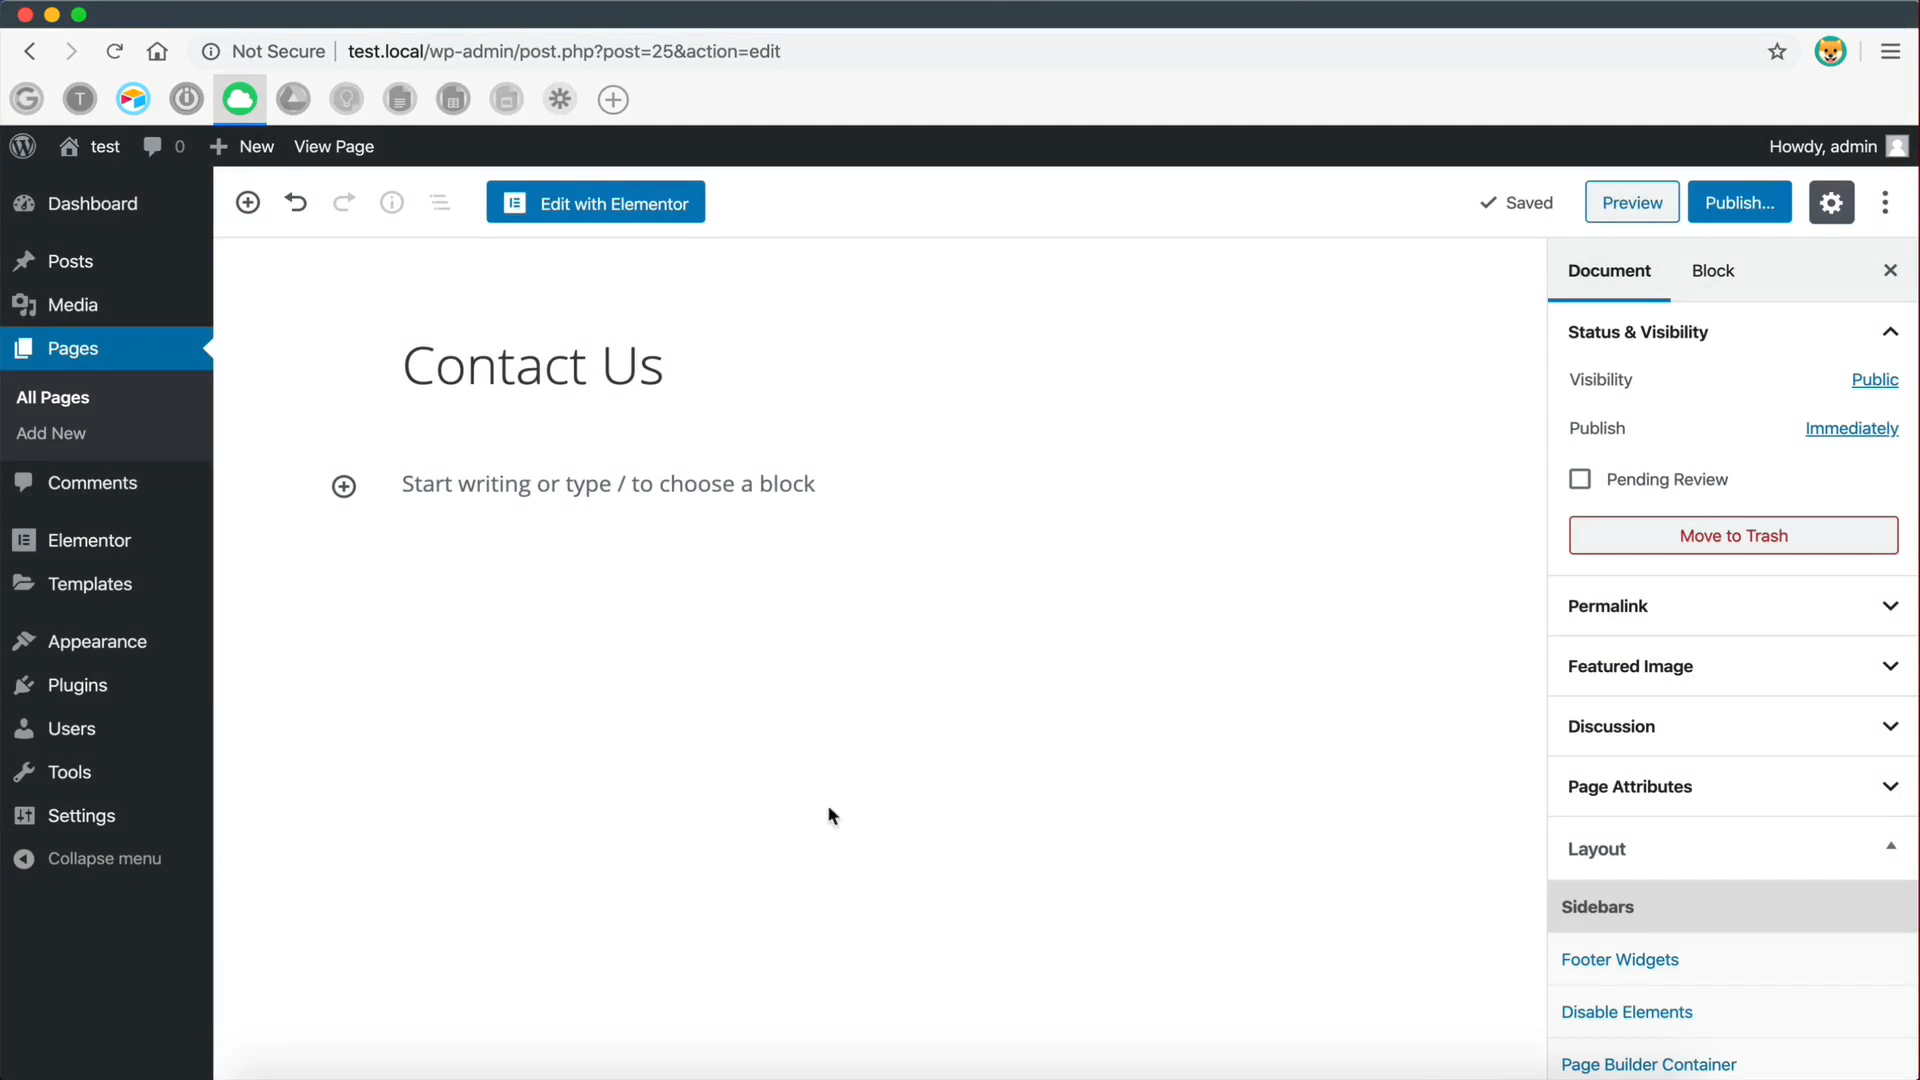 Not Secure
test.local/wp-admin/post.php?post=25&action=edit
G T
test 0 New View Page Howdy, admin
Dashboard
Posts
Media
Pages
All Pages
Add New
Comments
Elementor
Templates
Appearance
Plugins
Users
Tools
Settings
Collapse menu
Edit with Elementor
Saved Preview Publish...
Contact Us
Start writing or type / to choose a block
Document Block
Status & Visibility
Visibility Public
Publish Immediately
Pending Review
Move to Trash
Permalink
Featured Image
Discussion
Page Attributes
Layout
Sidebars
Footer Widgets
Disable Elements
Page Builder Container